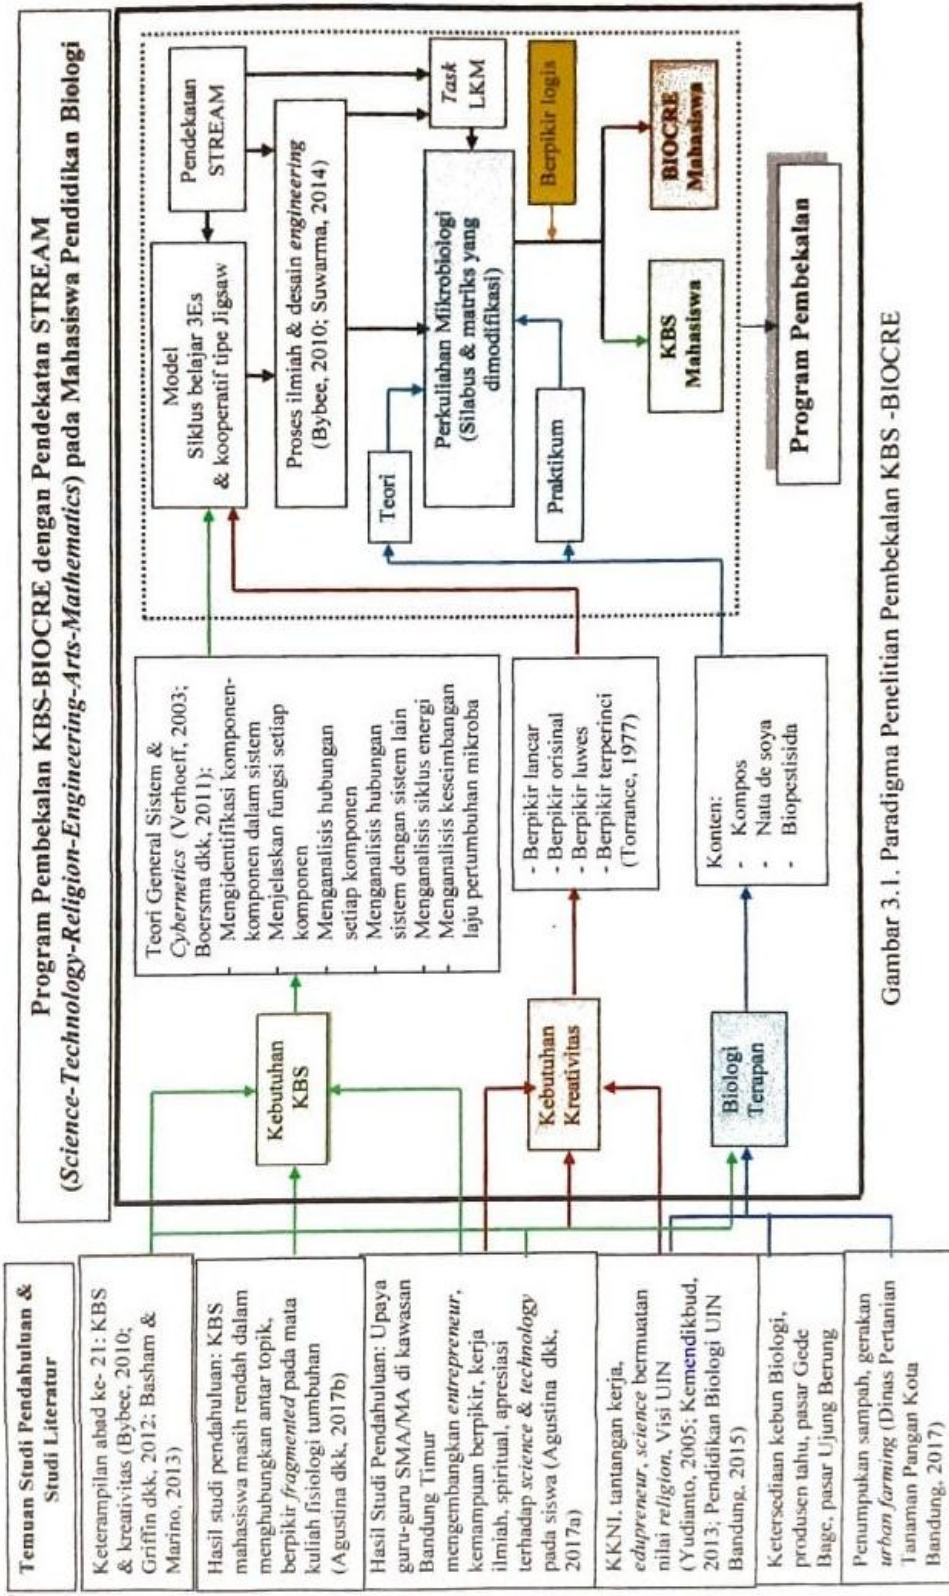 Program Pembekalan KBS-BIOCRE dengan Pendekatan STREAM
(Science-Technology-Religion-Engineering-Arts-Mathematics) pada Mahasiswa Pendidikan Biologi
Temuan Studi Pendahuluan &
Studi Literatur
Keterampilan abad ke- 21: KBS
& kreativitas (Bybee, 2010;
Griffin dkk, 2012; Basham &
Marino, 2013)
Hasil studi pendahuluan: KBS
mahasiswa masih rendah dalam
menghubungkan antar topik,
berpikir fragmented pada mata
kuliah fisiologi tumbuhan
(Agustina dkk, 2017b)
Hasil Studi Pendahuluan: Upaya
guru-guru SMA/MA di kawasan
Bandung Timur
mengembangkan entrepreneur,
kemampuan berpikir, kerja
ilmiah, spiritual, apresiasi
terhadap science & technology
pada siswa (Agustina dkk,
2017a)
KKNI, tantangan kerja,
edupreneur, science bermuatan
nilai religion, Visi UIN
(Yudianto, 2005; Kemendikbud,
2013; Pendidikan Biologi UIN
Bandung, 2015)
Ketersediaan kebun Biologi,
produsen tahu, pasar Gede
Bage, pasar Ujung Berung
Penumpukan sampah, gerakan
urban farming (Dinas Pertanian
Tanaman Pangan Kota
Bandung, 2017)
Kebutuhan
KBS
Kebutuhan
Kreativitas
Biologi
Terapan
Teori General Sistem &
Cybernetics (Verhoeff, 2003;
Boersma dkk, 2011);
Mengidentifikasi komponen-
komponen dalam sistem
Menjelaskan fungsi setiap
komponen
Menganalisis hubungan
setiap komponen
Menganalisis hubungan
sistem dengan sistem lain
Menganalisis siklus energi
Menganalisis keseimbangan
laju pertumbuhan mikroba
- Berpikir lancar
- Berpikir orisinal
- Berpikir luwes
- Berpikir terperinci
(Torrance, 1977)
Konten:
- Kompos
- Nata de soya
- Biopestisida
Model
Siklus belajar 3Es
& kooperatif tipe Jigsaw
Pendekatan
STREAM
Proses ilmiah & desain engineering
(Bybee, 2010; Suwarma, 2014)
Teori
Task
LKM
Perkuliahan Mikrobiologi
(Silabus & matriks yang
dimodifikasi)
Praktikum
Berpikir logis
KBS
Mahasiswa
BIOCRE
Mahasiswa
Program Pembekalan
Gambar 3.1. Paradigma Penelitian Pembekalan KBS -BIOCRE